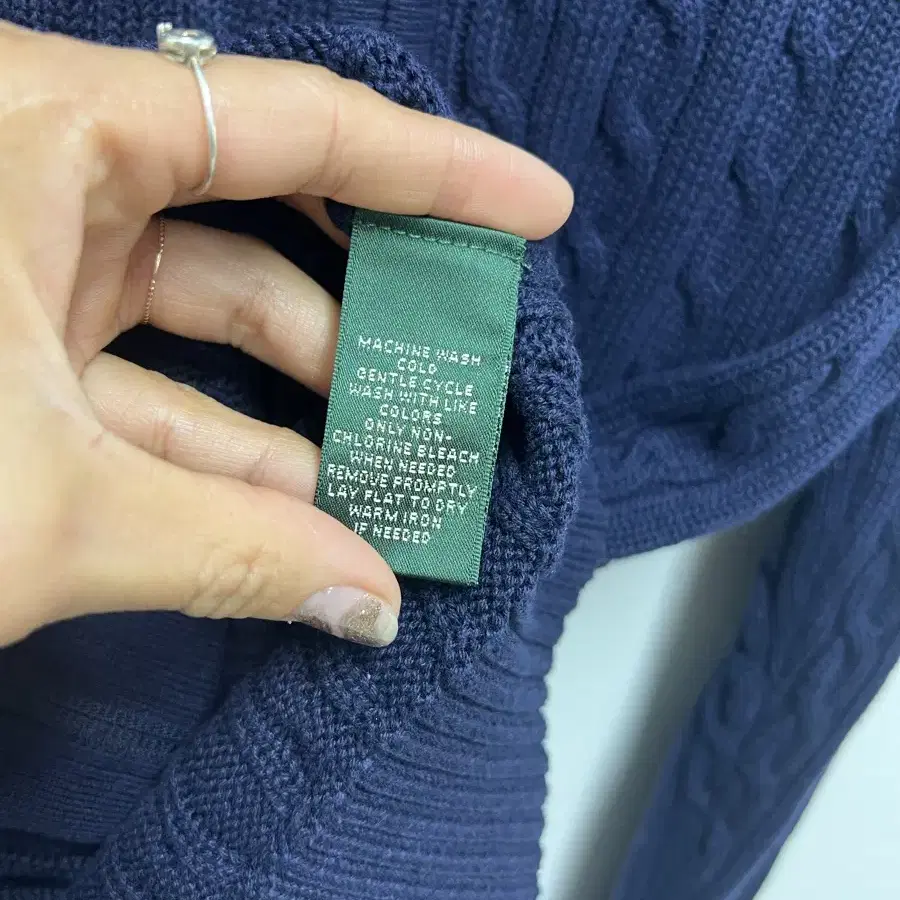 MACHINE WASH
COLD
GENTLE CYCLE
WASH WITH LIKE
COLORS
ONLY NON-
CHLORINE BLEACH
WHEN NEEDED
REMOVE PROMPTLY
LAY FLAT TO DRY
WARM IRON
IF NEEDED